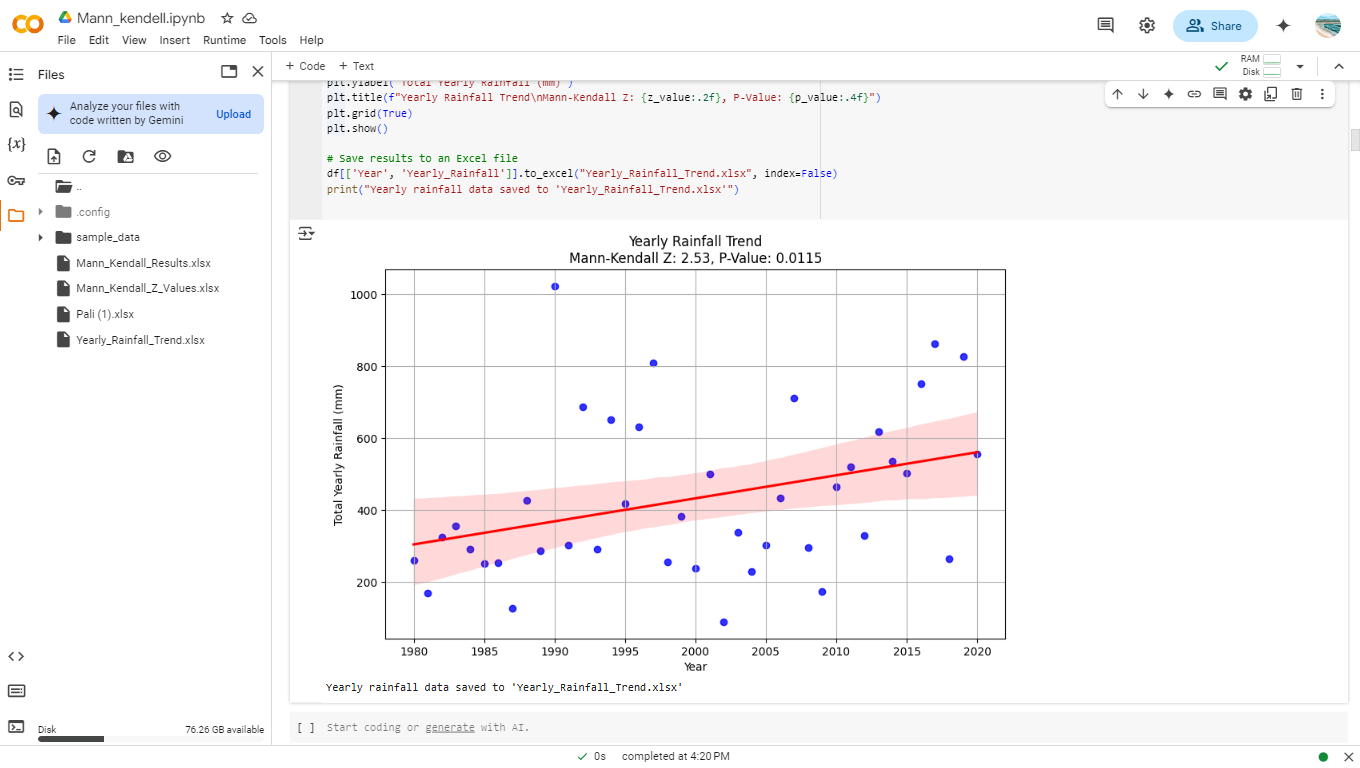 Mann_kendell.ipynb
File Edit View Insert Runtime Tools Help
Share
Files
+ Code + Text
RAM
Disk
Analyze your files with
code written by Gemini
Upload
{x}
..
.config
sample_data
Mann_Kendall_Results.xlsx
Mann_Kendall_Z_Values.xlsx
Pali (1).xlsx
Yearly_Rainfall_Trend.xlsx
Disk
76.26 GB available
plt.ylabel("Total Yearly Rainfall (mm)")
plt.title(f"Yearly Rainfall Trend\nMann-Kendall Z: {z_value:.2f}, P-Value: {p_value:.4f}")
plt.grid(True)
plt.show()
# Save results to an Excel file
df[['Year', 'Yearly_Rainfall']].to_excel("Yearly_Rainfall_Trend.xlsx", index=False)
print("Yearly rainfall data saved to 'Yearly_Rainfall_Trend.xlsx'")
Yearly Rainfall Trend
Mann-Kendall Z: 2.53, P-Value: 0.0115
Total Yearly Rainfall (mm)
1000
800
600
400
200
1980 1985 1990 1995 2000 2005 2010 2015 2020
Year
Yearly rainfall data saved to 'Yearly_Rainfall_Trend.xlsx'
[ ] Start coding or generate with AI.
0s completed at 4:20 PM